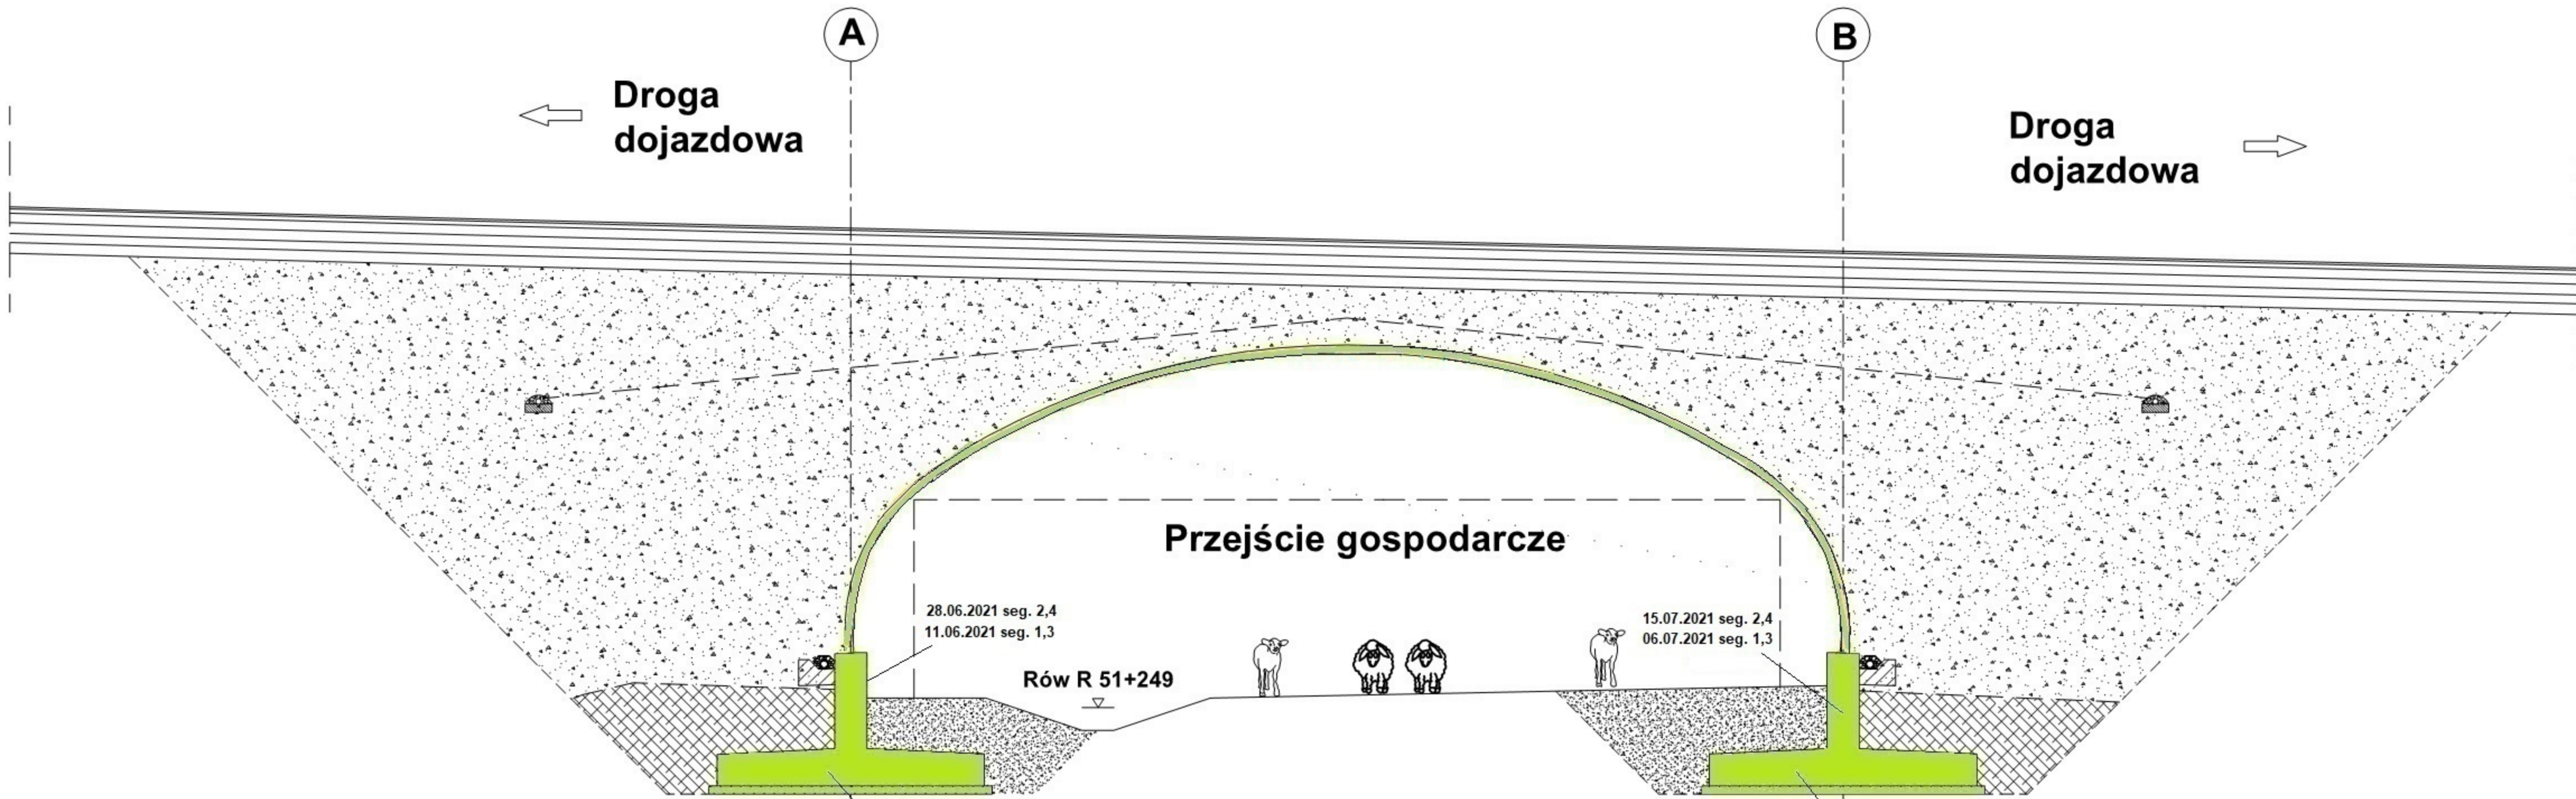 A
B
Droga
dojazdowa
Droga
dojazdowa
Przejście gospodarcze
28.06.2021 seg. 2,4
11.06.2021 seg. 1,3
15.07.2021 seg. 2,4
06.07.2021 seg. 1,3
Rów R 51+249